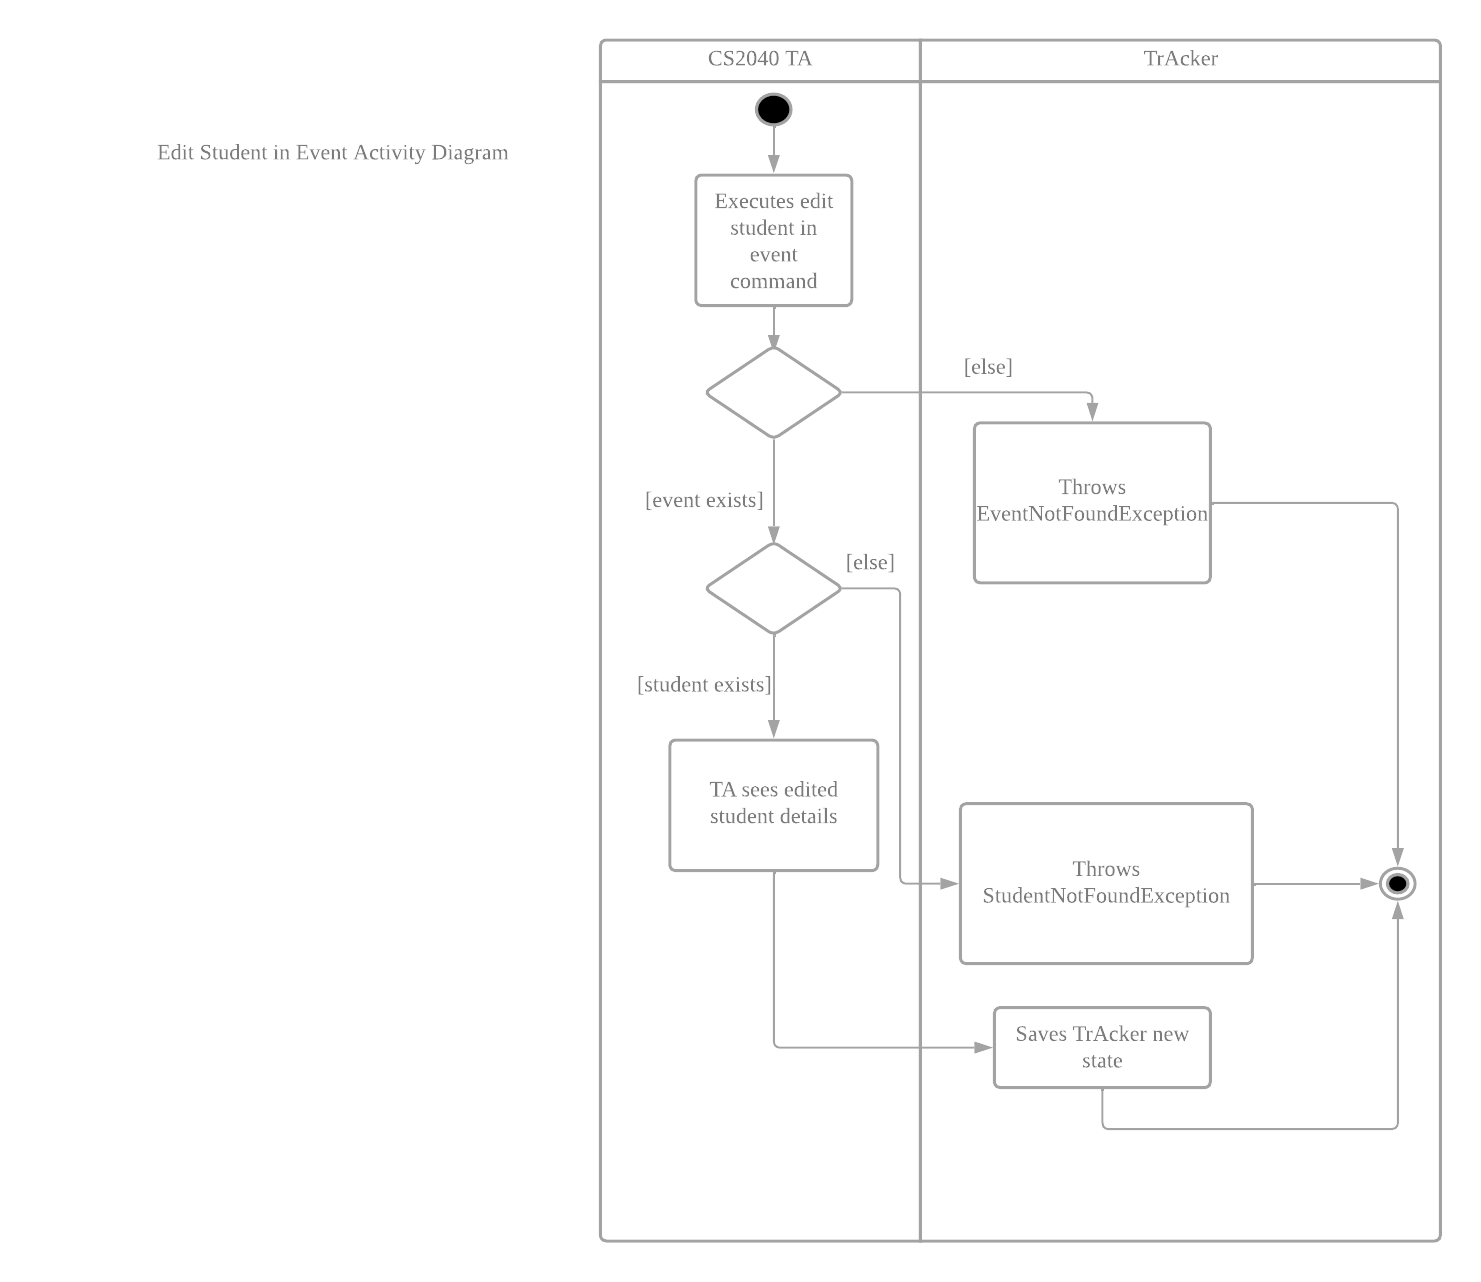 CS2040 TA
TrAcker
Edit Student in Event Activity Diagram
Executes edit
student in
event
command
[else]
Throws
EventNotFoundException
[event exists]
[else]
[student exists]
TA sees edited
student details
Throws
StudentNotFoundException
Saves TrAcker new
state